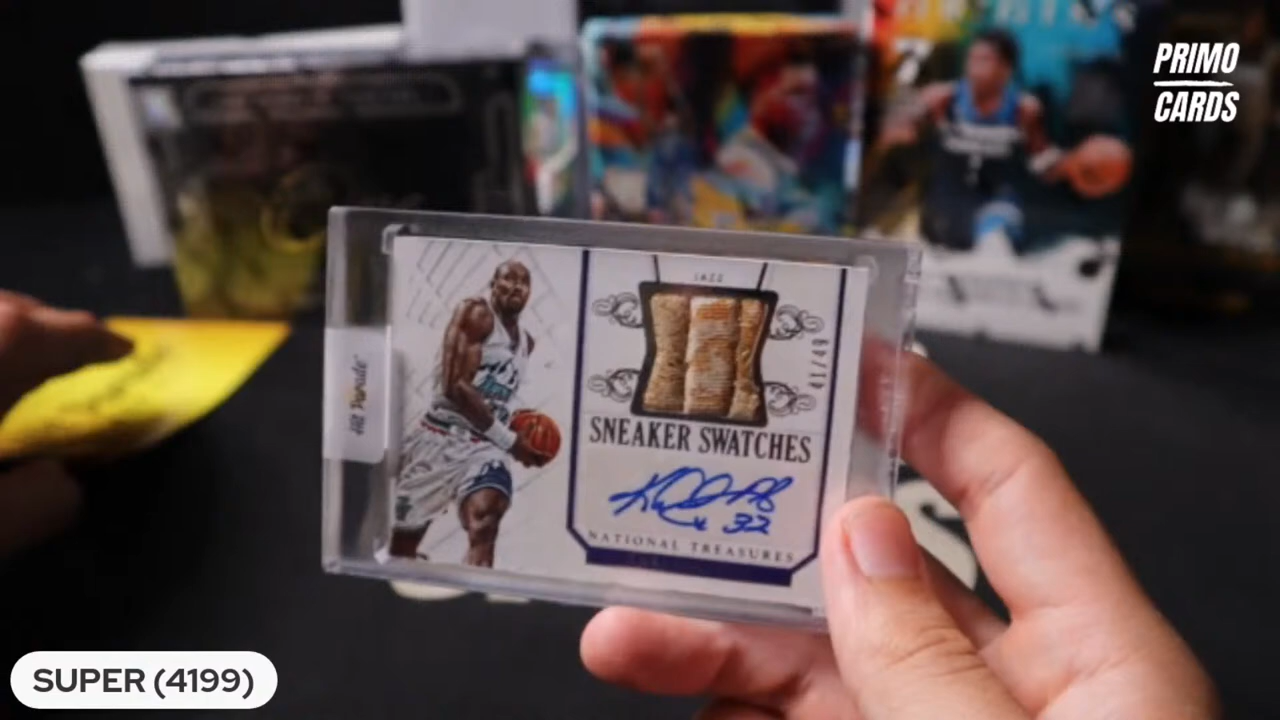 PRIMO
CARDS
JAZZ
41/49
SNEAKER SWATCHES
32
NATIONAL TREASURES
SUPER (4199)